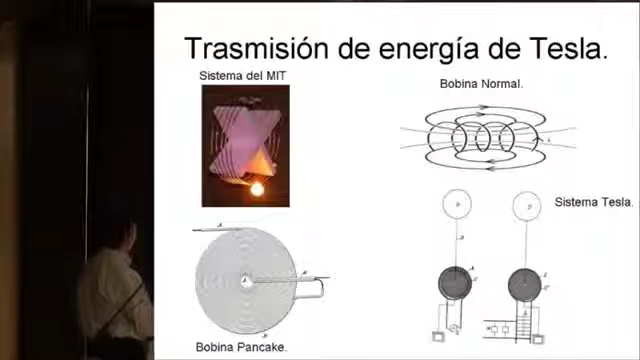 Trasmisión de energía de Tesla.
Sistema del MIT
Bobina Normal.
Sistema Tesla.
Bobina Pancake.